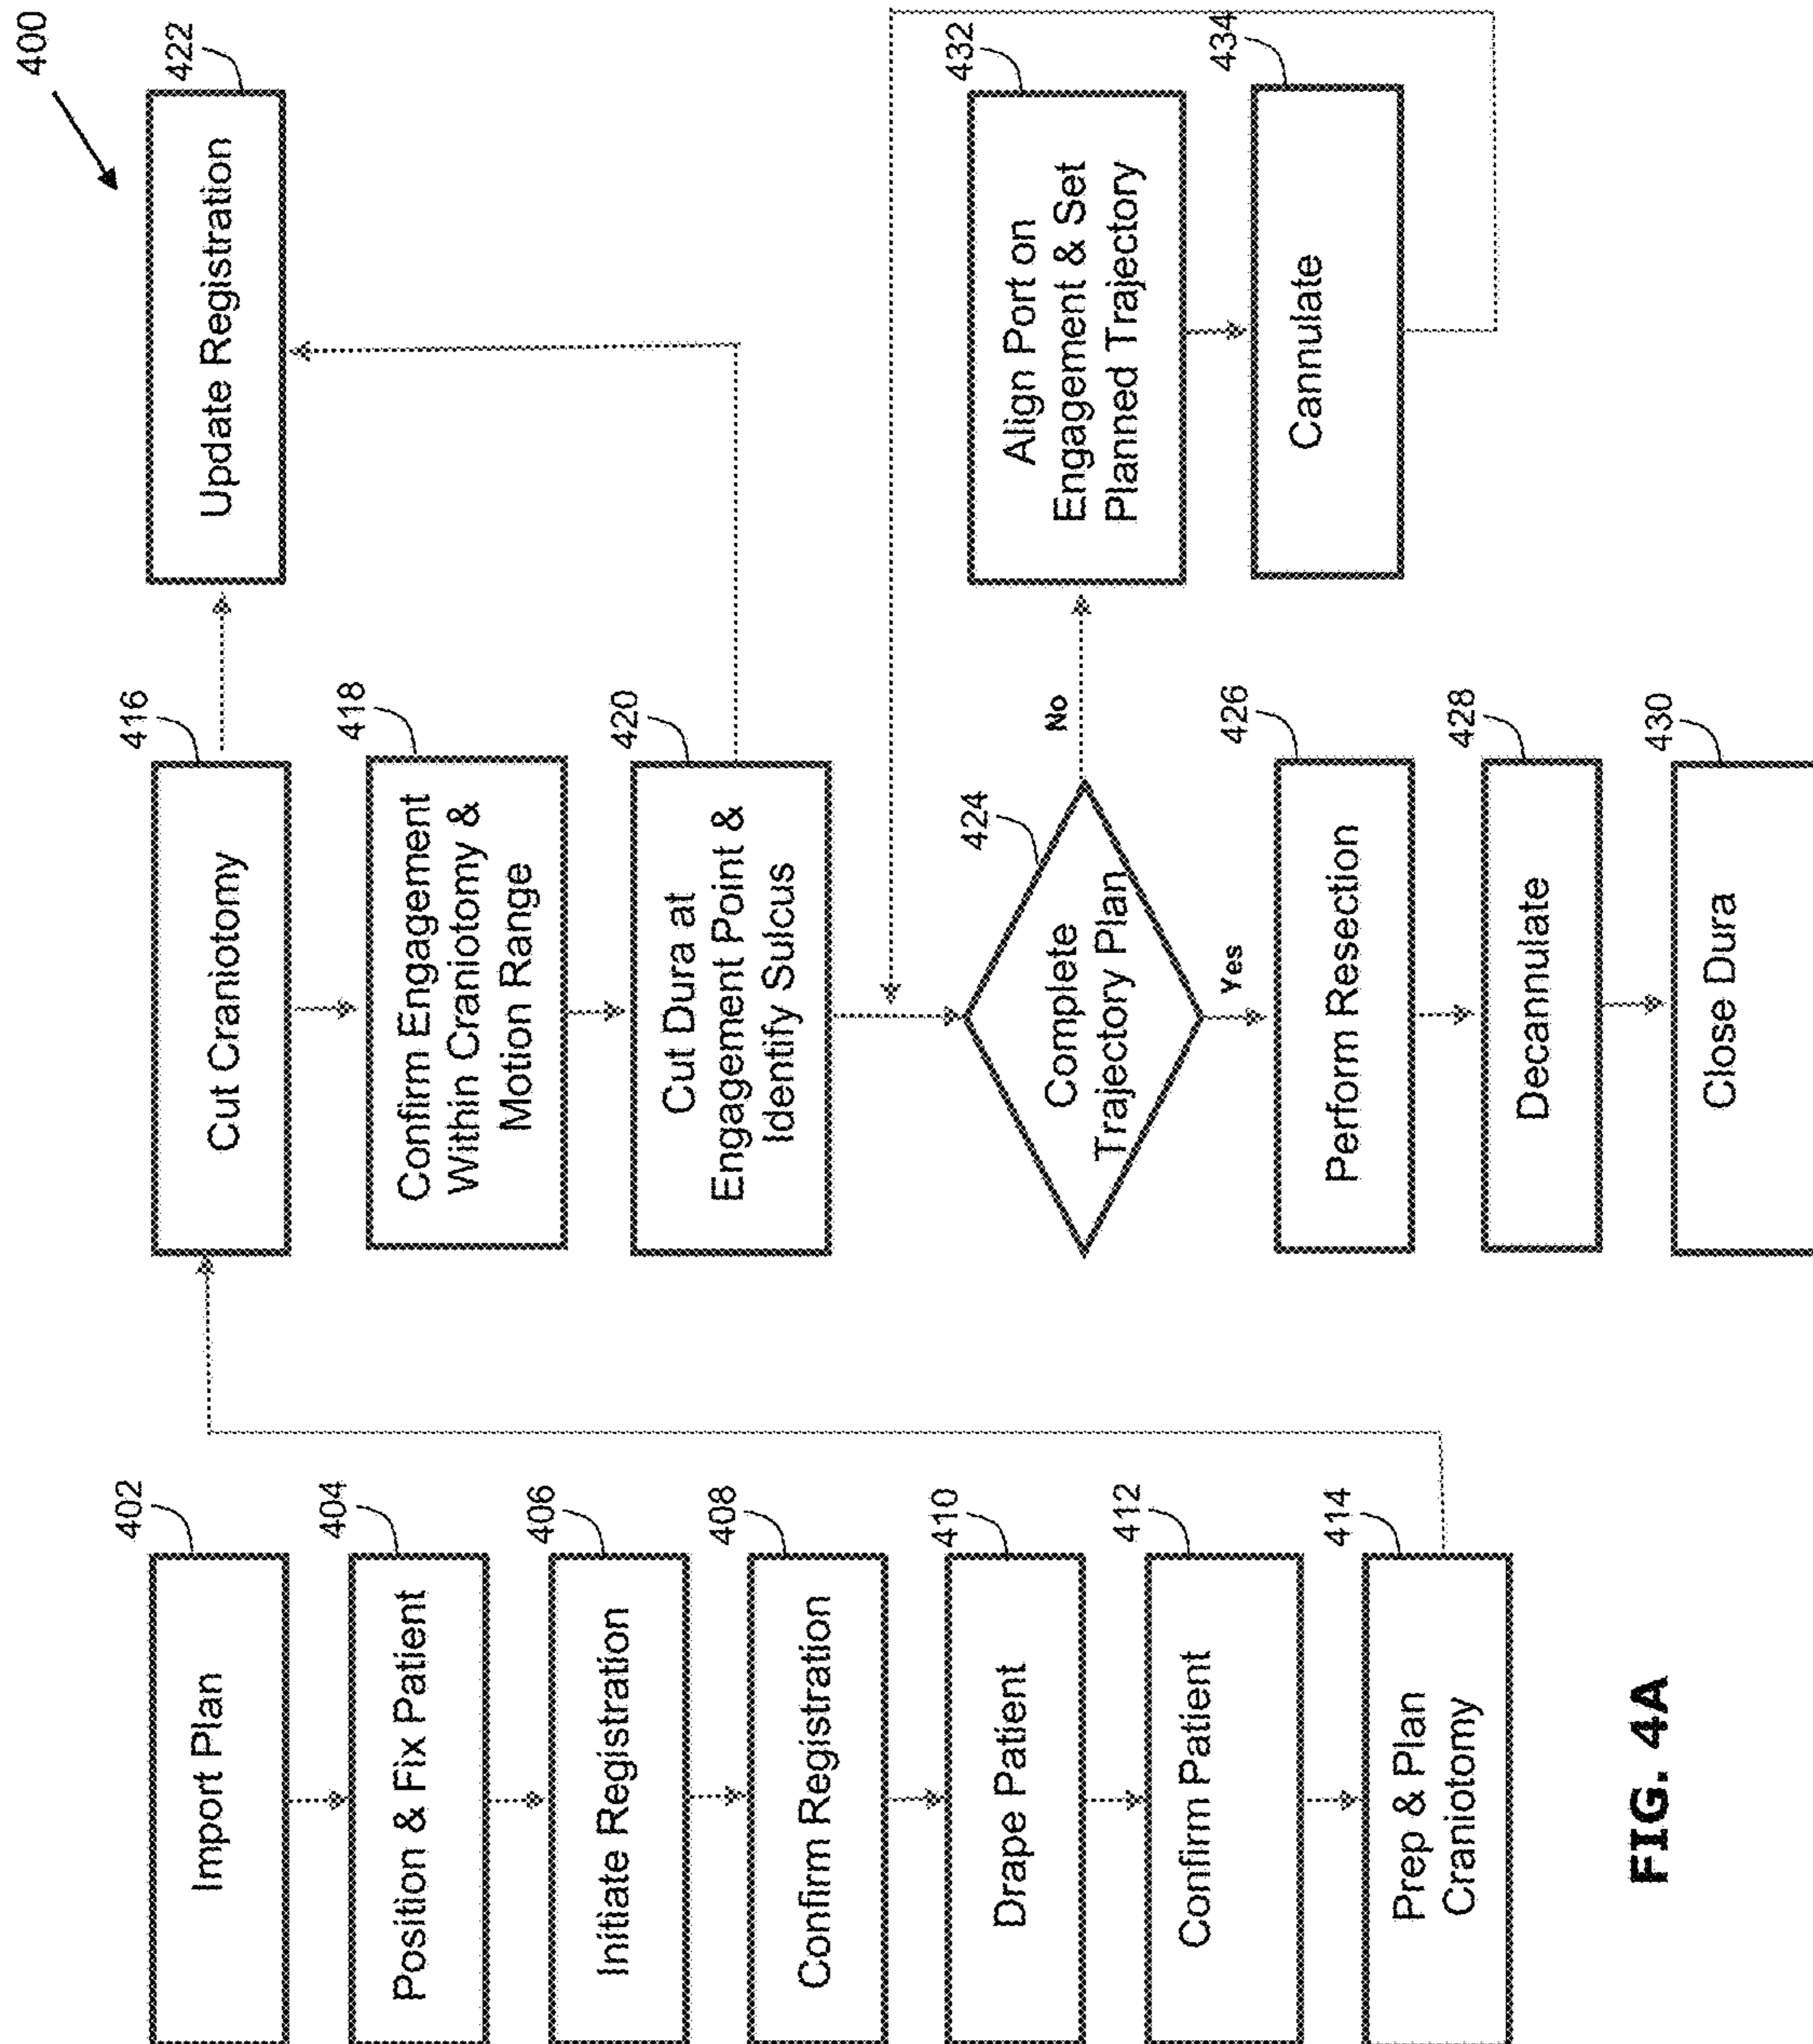 400
402
Import Plan
404
Position & Fix Patient
406
Initiate Registration
408
Confirm Registration
410
Drape Patient
412
Confirm Patient
414
Prep & Plan
Craniotomy
416
Cut Craniotomy
418
Confirm Engagement
Within Craniotomy &
Motion Range
420
Cut Dura at
Engagement Point &
Identify Sulcus
422
Update Registration
424
Complete
Trajectory Plan
No
Yes
426
Perform Resection
428
Decannulate
430
Close Dura
432
Align Port on
Engagement & Set
Planned Trajectory
434
Cannulate
FIG. 4A